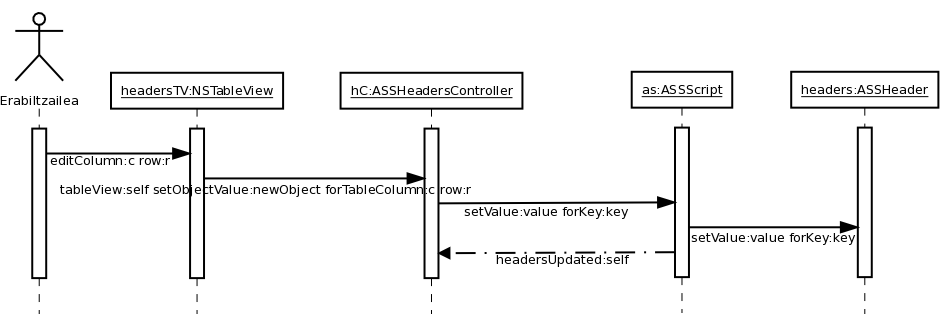 Erabiltzailea
headersTV:NSTableView
hC:ASSHeadersController
as:ASSScript
headers:ASSHeader
editColumn:c row:r
tableView:self setObjectValue:newObject forTableColumn:c row:r
setValue:value forKey:key
setValue:value forKey:key
headersUpdated:self